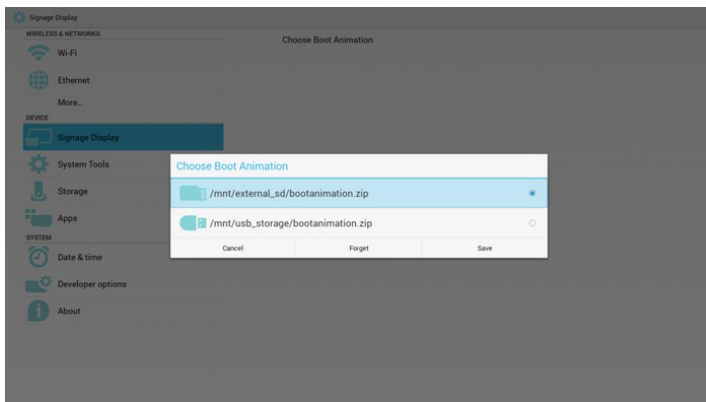 Signage Display
WIRELESS & NETWORKS
Choose Boot Animation
Wi-Fi
Ethernet
More...
DEVICE
Signage Display
System Tools
Storage
Apps
SYSTEM
Date & time
Developer options
About
Choose Boot Animation
/mnt/external_sd/bootanimation.zip
/mnt/usb_storage/bootanimation.zip
Cancel Forget Save